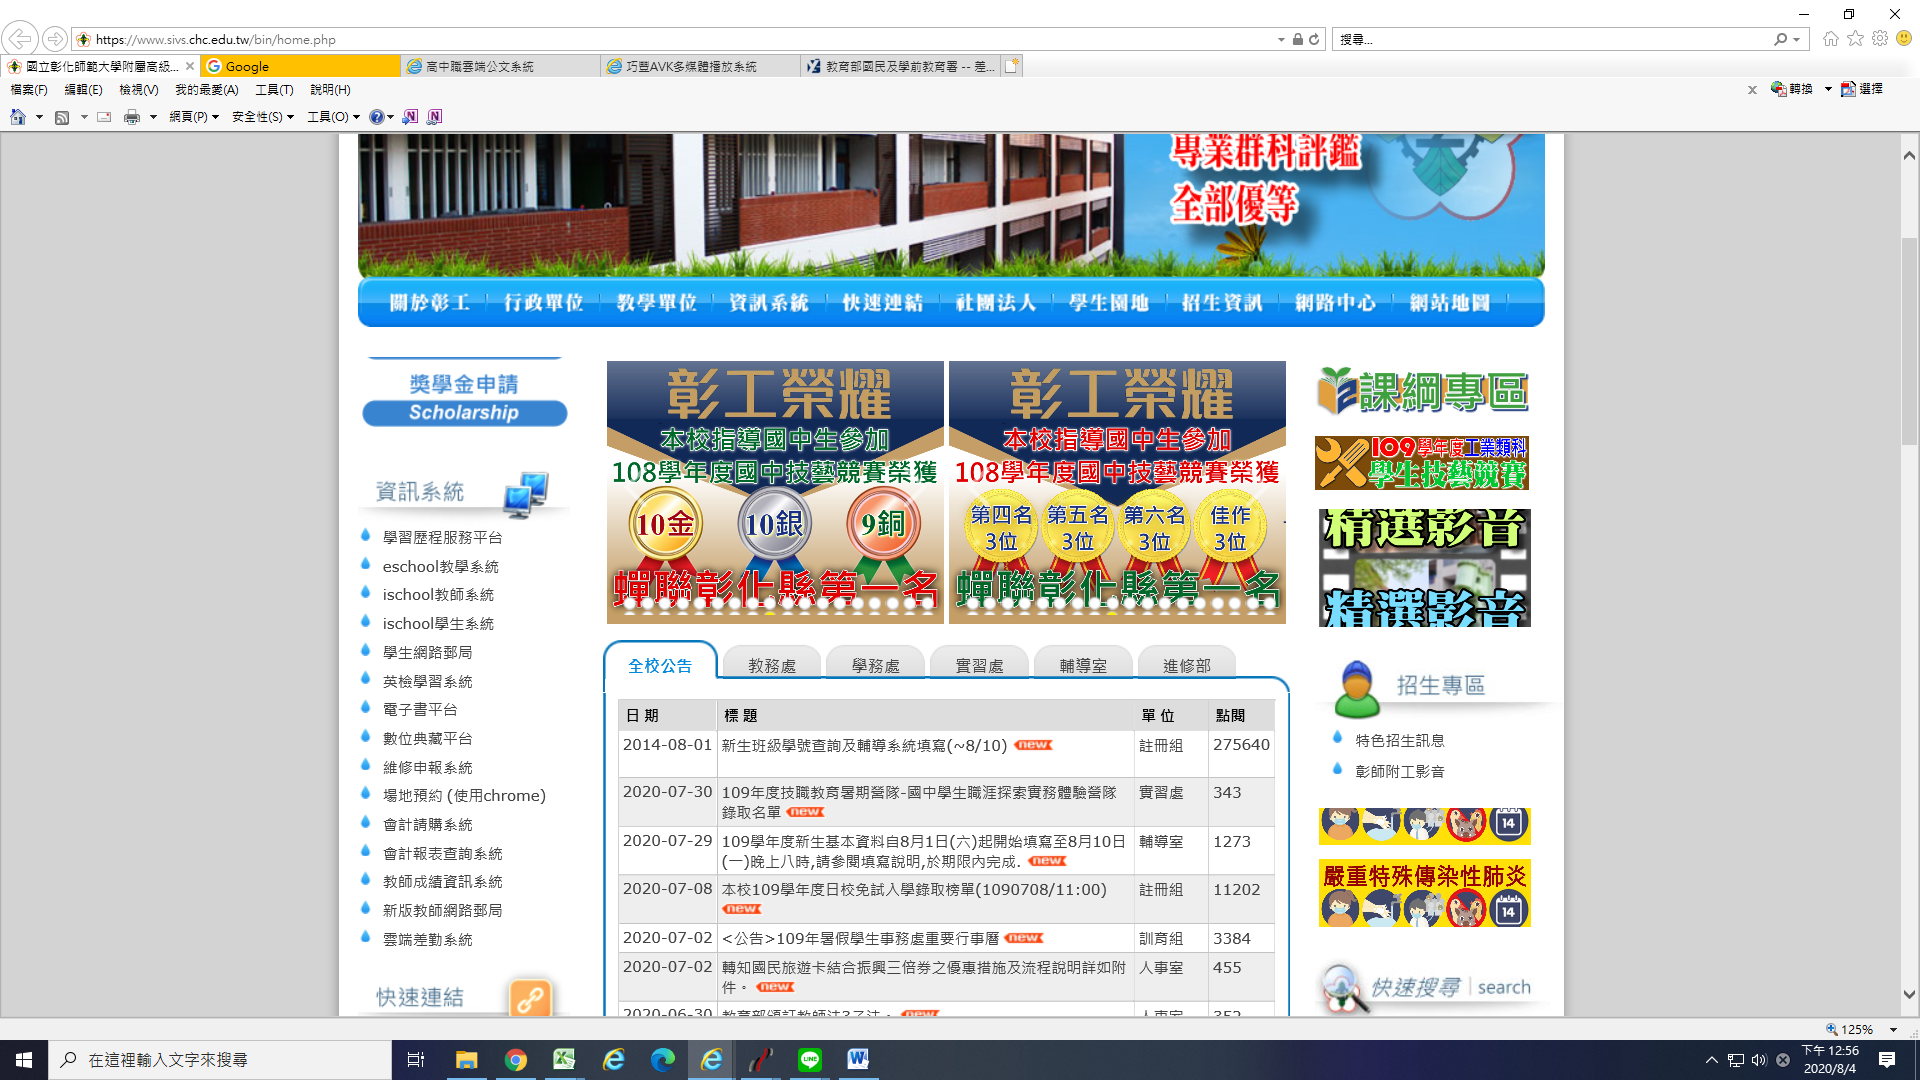 https://www.sivs.chc.edu.tw/bin/home.php
搜尋...
國立彰化師範大學附屬高級...
Google
高中職雲端公文系統
巧豐AVK多媒體播放系統
教育部國民及學前教育署 -- 差...
檔案(F) 編輯(E) 檢視(V) 我的最愛(A) 工具(T) 說明(H)
轉換
選擇
網頁(P) 安全性(S) 工具(O)
專業群科評鑑
全部優等
關於彰工 行政單位 教學單位 資訊系統 快速連結 社團法人 學生園地 招生資訊 網路中心 網站地圖
獎學金申請
Scholarship
資訊系統
學習歷程服務平台
eschool教學系統
ischool教師系統
ischool學生系統
學生網路郵局
英檢學習系統
電子書平台
數位典藏平台
維修申報系統
場地預約 (使用chrome)
會計請購系統
會計報表查詢系統
教師成績資訊系統
新版教師網路郵局
雲端差勤系統
快速連結
彰工榮耀
本校指導國中生參加
108學年度國中技藝競賽榮獲
10金 10銀 9銅
蟬聯彰化縣第一名
彰工榮耀
本校指導國中生參加
108學年度國中技藝競賽榮獲
第四名 第五名 第六名 佳作
3位 3位 3位 3位
蟬聯彰化縣第一名
全校公告 教務處 學務處 實習處 輔導室 進修部
日 期 標 題 單 位 點閱
2014-08-01 新生班級學號查詢及輔導系統填寫(~8/10) new 註冊組 275640
2020-07-30 109年度技職教育暑期營隊-國中學生職涯探索實務體驗營隊 實習處 343
錄取名單 new
2020-07-29 109學年度新生基本資料自8月1日(六)起開始填寫至8月10日 輔導室 1273
(一)晚上八時,請參閱填寫說明,於期限內完成. new
2020-07-08 本校109學年度日校免試入學錄取榜單(1090708/11:00) 註冊組 11202
new
2020-07-02 <公告>109年暑假學生事務處重要行事曆 new 訓育組 3384
2020-07-02 轉知國民旅遊卡結合振興三倍券之優惠措施及流程說明詳如附 人事室 455
件。 new
2020-06-30 教育部頒訂教師法3子法。 new 人事室 352
課綱專區
109學年度工業類科
學生技藝競賽
精選影音
精選影音
招生專區
特色招生訊息
彰師附工影音
14
嚴重特殊傳染性肺炎
14
快速搜尋 search
125%
在這裡輸入文字來搜尋
下午 12:56
2020/8/4